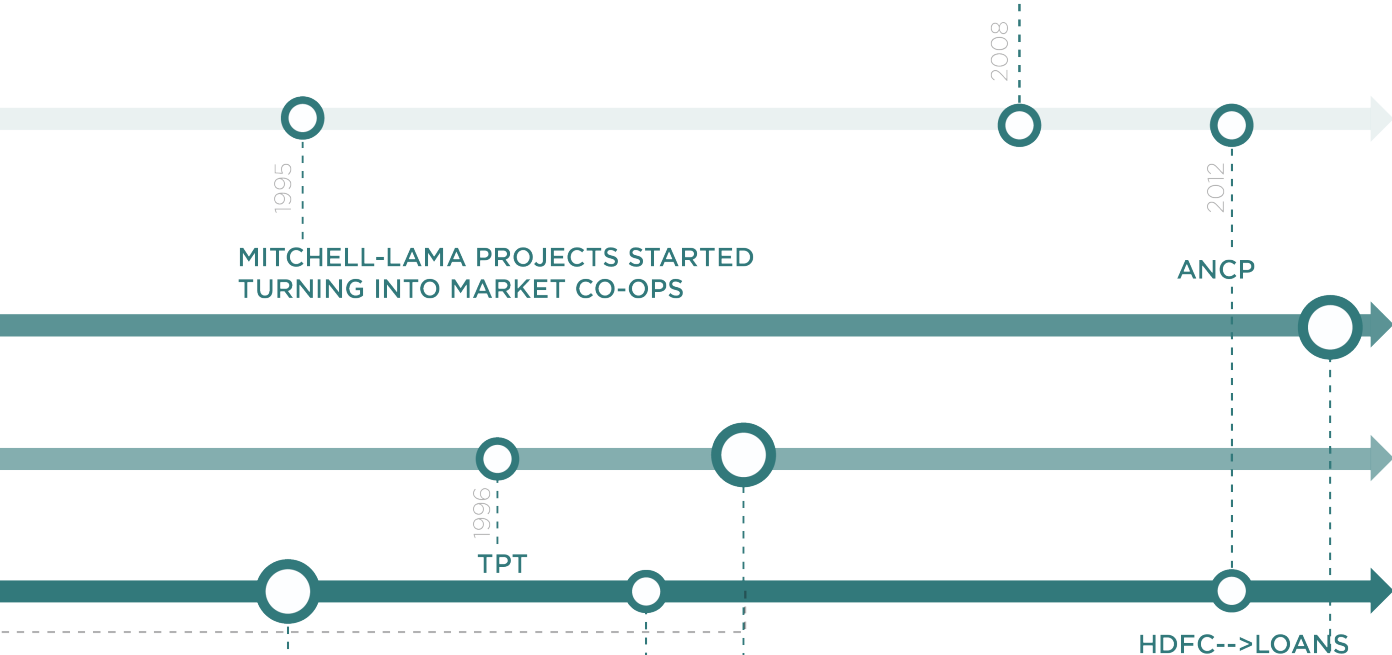 2008
1995
2012
MITCHELL-LAMA PROJECTS STARTED
TURNING INTO MARKET CO-OPS
ANCP
1996
TPT
HDFC-->LOANS